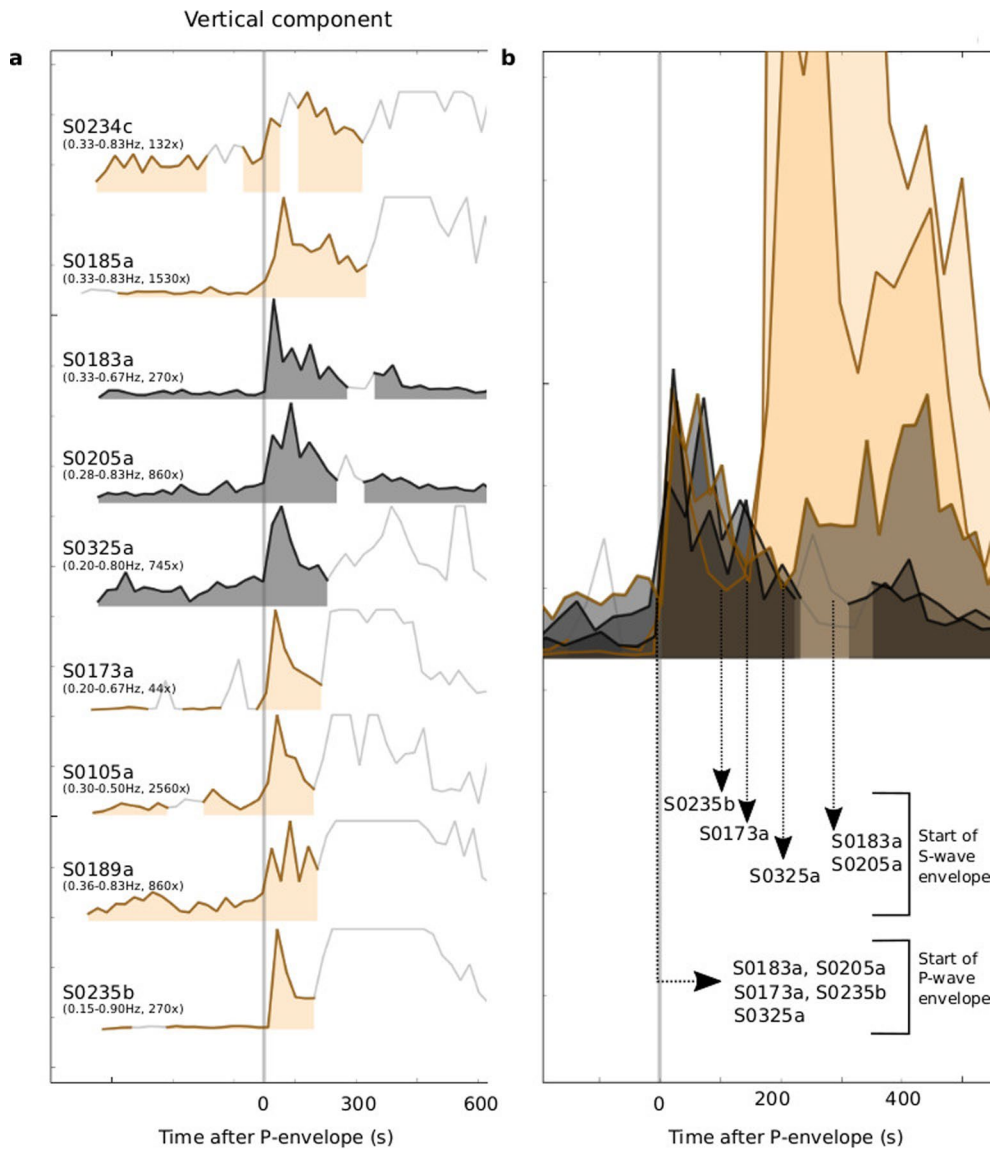 Vertical component
a
S0234c
(0.33-0.83Hz, 132x)
S0185a
(0.33-0.83Hz, 1530x)
S0183a
(0.33-0.67Hz, 270x)
S0205a
(0.28-0.83Hz, 860x)
S0325a
(0.20-0.80Hz, 745x)
S0173a
(0.20-0.67Hz, 44x)
S0105a
(0.30-0.50Hz, 2560x)
S0189a
(0.36-0.83Hz, 860x)
S0235b
(0.15-0.90Hz, 270x)
0 300 600
Time after P-envelope (s)
b
S0235b
S0173a
S0325a
S0183a
S0205a
Start of
S-wave
envelope
S0183a, S0205a
S0173a, S0235b
S0325a
Start of
P-wave
envelope
0 200 400
Time after P-envelope (s)